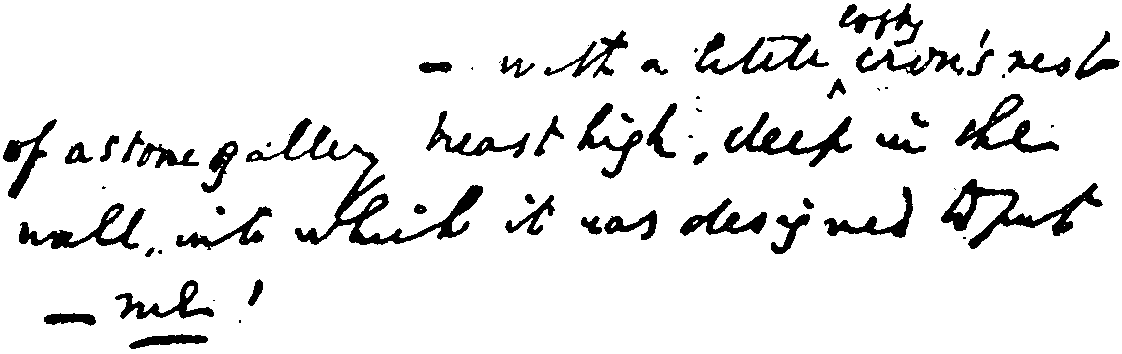 — with a little lofty crow's nest
of a stone gallery breast high, deep in the
wall, into which it was designed to put
— me!